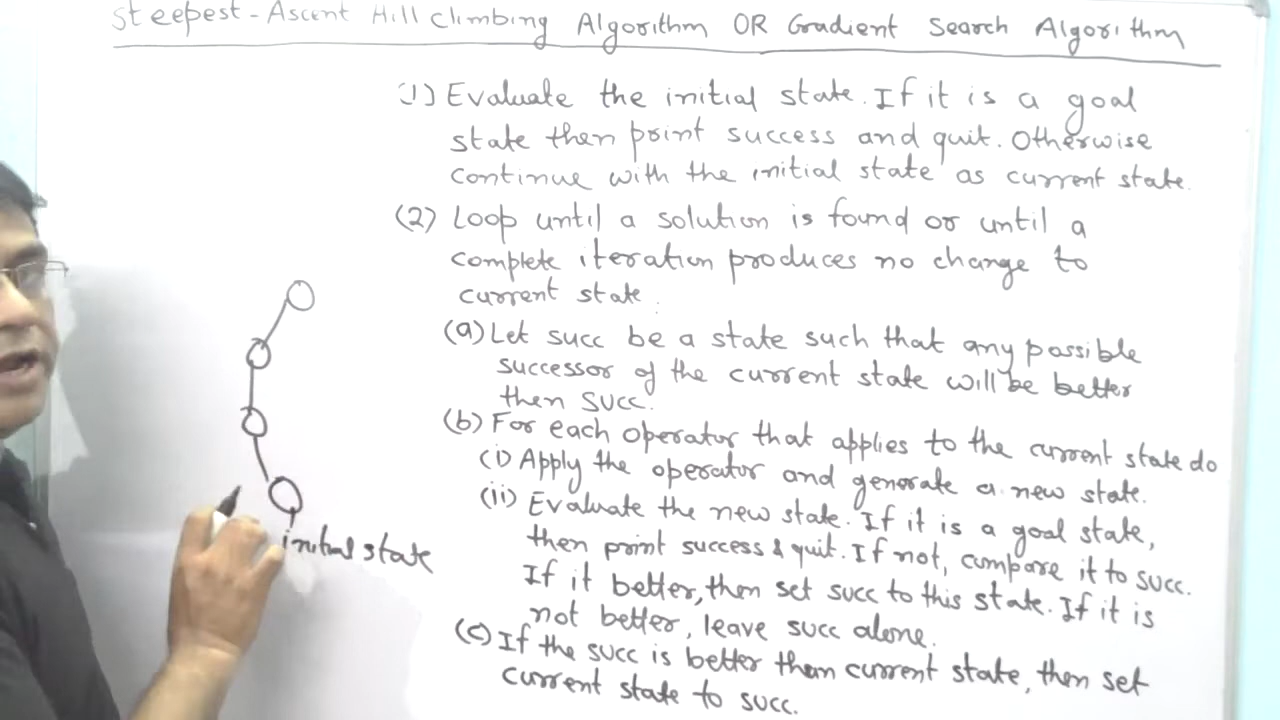 Steepest-Ascent Hill Climbing Algorithm OR Gradient Search Algorithm
(1) Evaluate the initial state. If it is a goal
state then print success and quit. Otherwise
continue with the initial state as current state.
(2) Loop until a solution is found or until a
complete iteration produces no change to
current state.
(a) Let succ be a state such that any possible
successor of the current state will be better
then succ.
(b) For each operator that applies to the current state do
(i) Apply the operator and generate a new state.
(ii) Evaluate the new state. If it is a goal state,
then print success & quit. If not, compare it to succ.
If it better, then set succ to this state. If it is
not better, leave succ alone.
(c) If the succ is better than current state, then set
current state to succ.
initial state